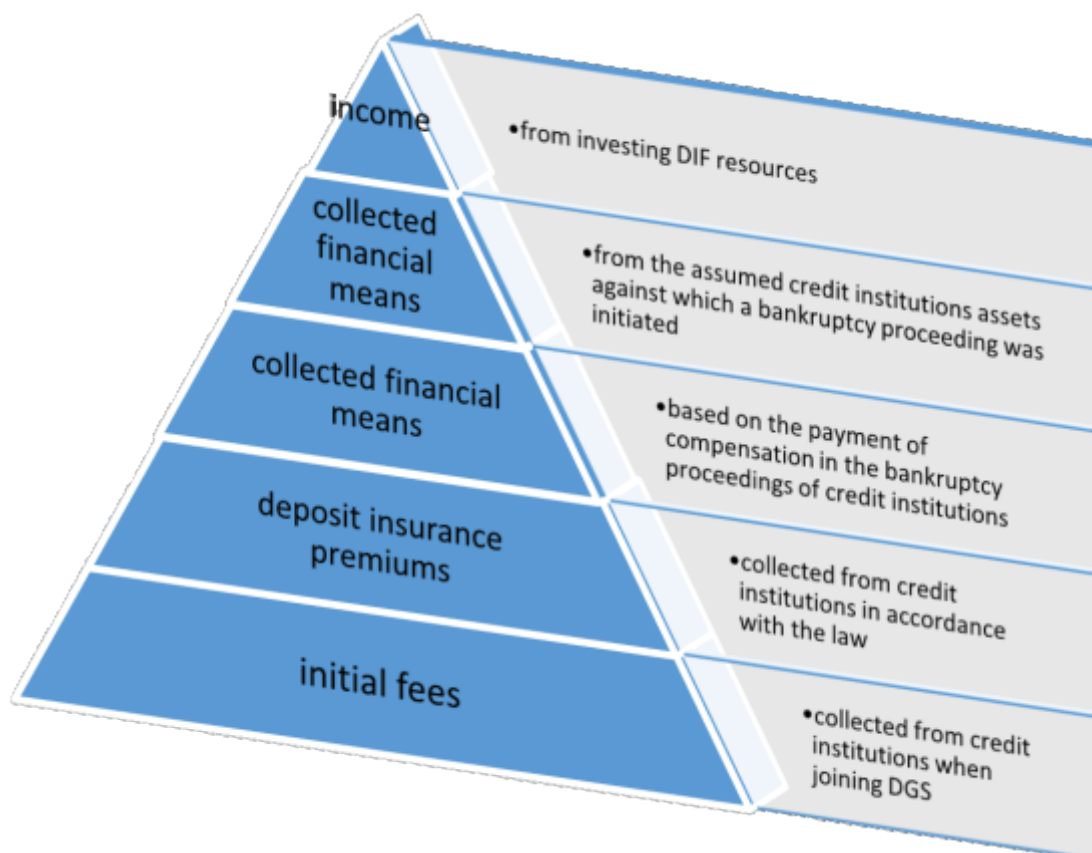 income
•from investing DIF resources
collected
financial
means
•from the assumed credit institutions assets
against which a bankruptcy proceeding was
initiated
collected financial
means
•based on the payment of
compensation in the bankruptcy
proceedings of credit institutions
deposit insurance
premiums
•collected from credit
institutions in accordance
with the law
initial fees
•collected from credit
institutions when
joining DGS